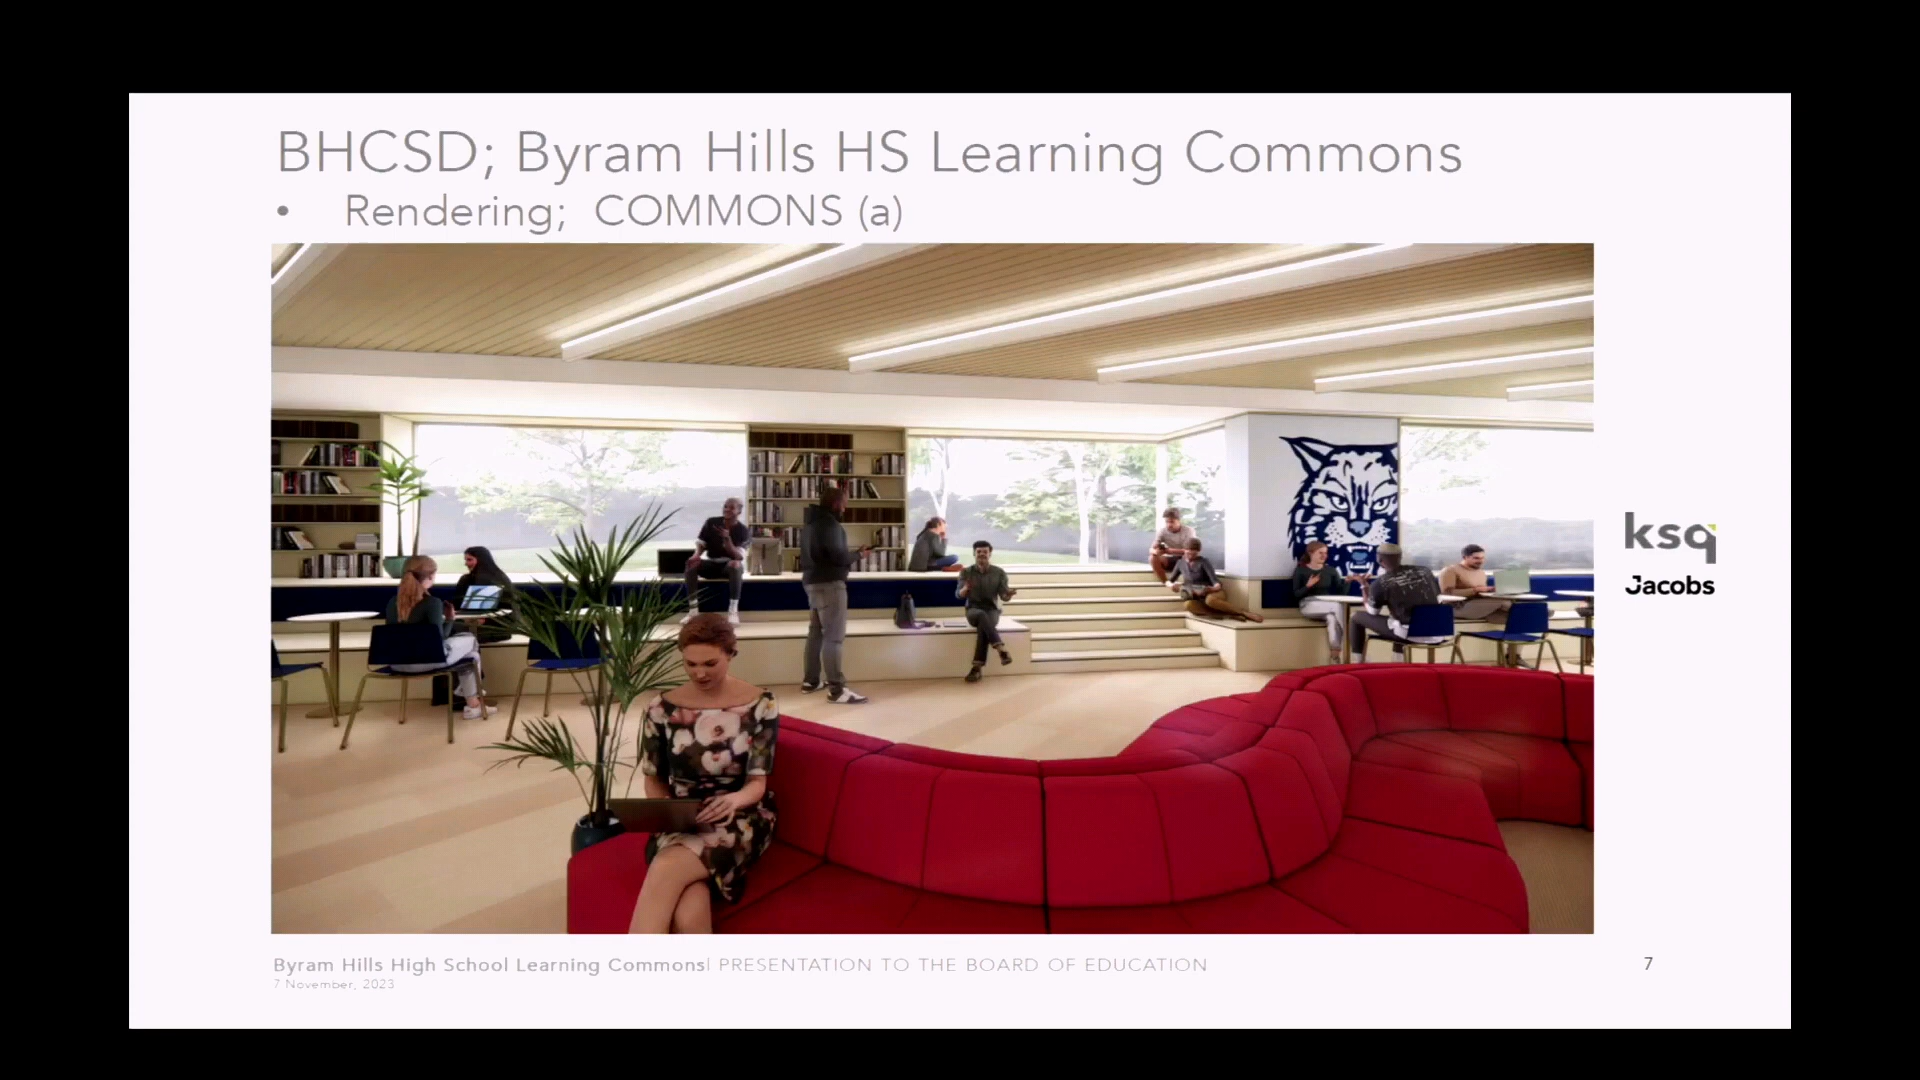 BHCSD; Byram Hills HS Learning Commons
• Rendering; COMMONS (a)
ksq
Jacobs
Byram Hills High School Learning Commons| PRESENTATION TO THE BOARD OF EDUCATION
7
7 November, 2023